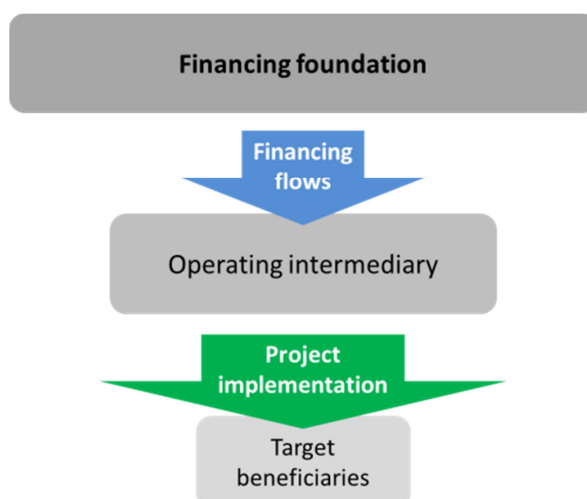 Financing foundation
Financing
flows
Operating intermediary
Project
implementation
Target
beneficiaries